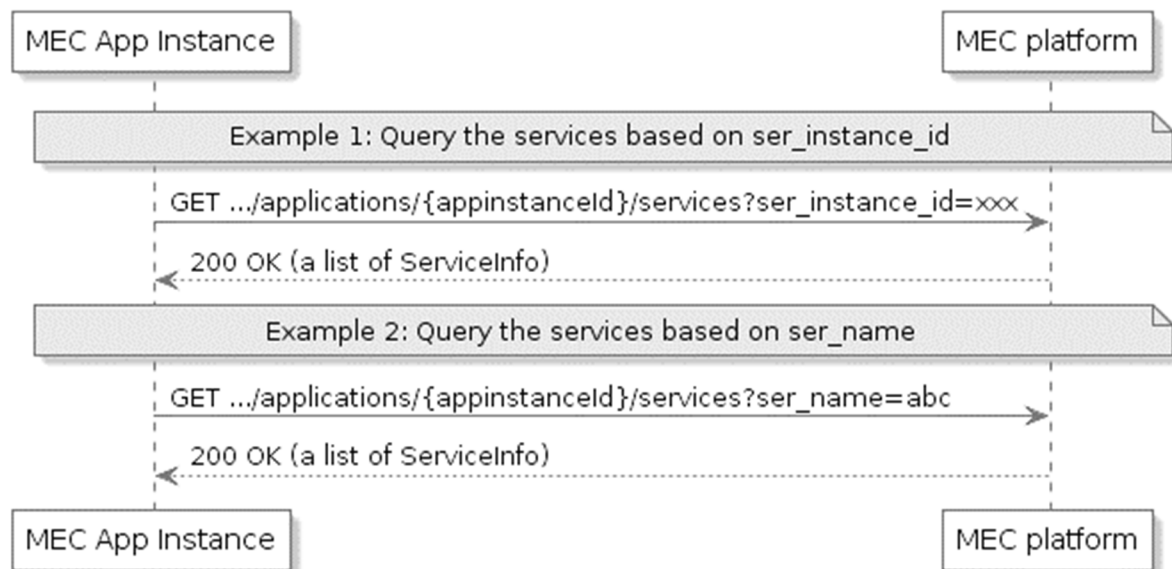 MEC App Instance
MEC platform
Example 1: Query the services based on ser_instance_id
GET .../applications/{appinstanceId}/services?ser_instance_id=xxx
200 OK (a list of ServiceInfo)
Example 2: Query the services based on ser_name
GET .../applications/{appinstanceId}/services?ser_name=abc
200 OK (a list of ServiceInfo)
MEC App Instance
MEC platform